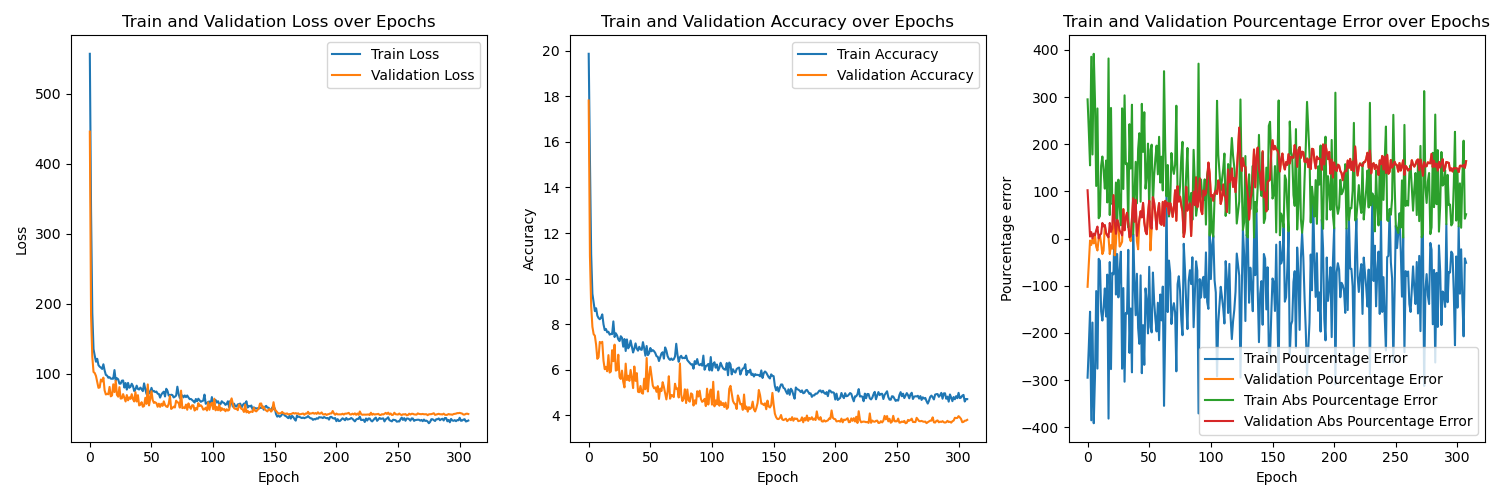 Train and Validation Loss over Epochs
Loss
500
400
300
200
100
0
50
100
150
200
250
300
Epoch
Train Loss
Validation Loss
Train and Validation Accuracy over Epochs
Accuracy
20
18
16
14
12
10
8
6
4
0
50
100
150
200
250
300
Epoch
Train Accuracy
Validation Accuracy
Train and Validation Pourcentage Error over Epochs
Pourcentage error
400
300
200
100
0
−100
−200
−300
−400
0
50
100
150
200
250
300
Epoch
Train Pourcentage Error
Validation Pourcentage Error
Train Abs Pourcentage Error
Validation Abs Pourcentage Error